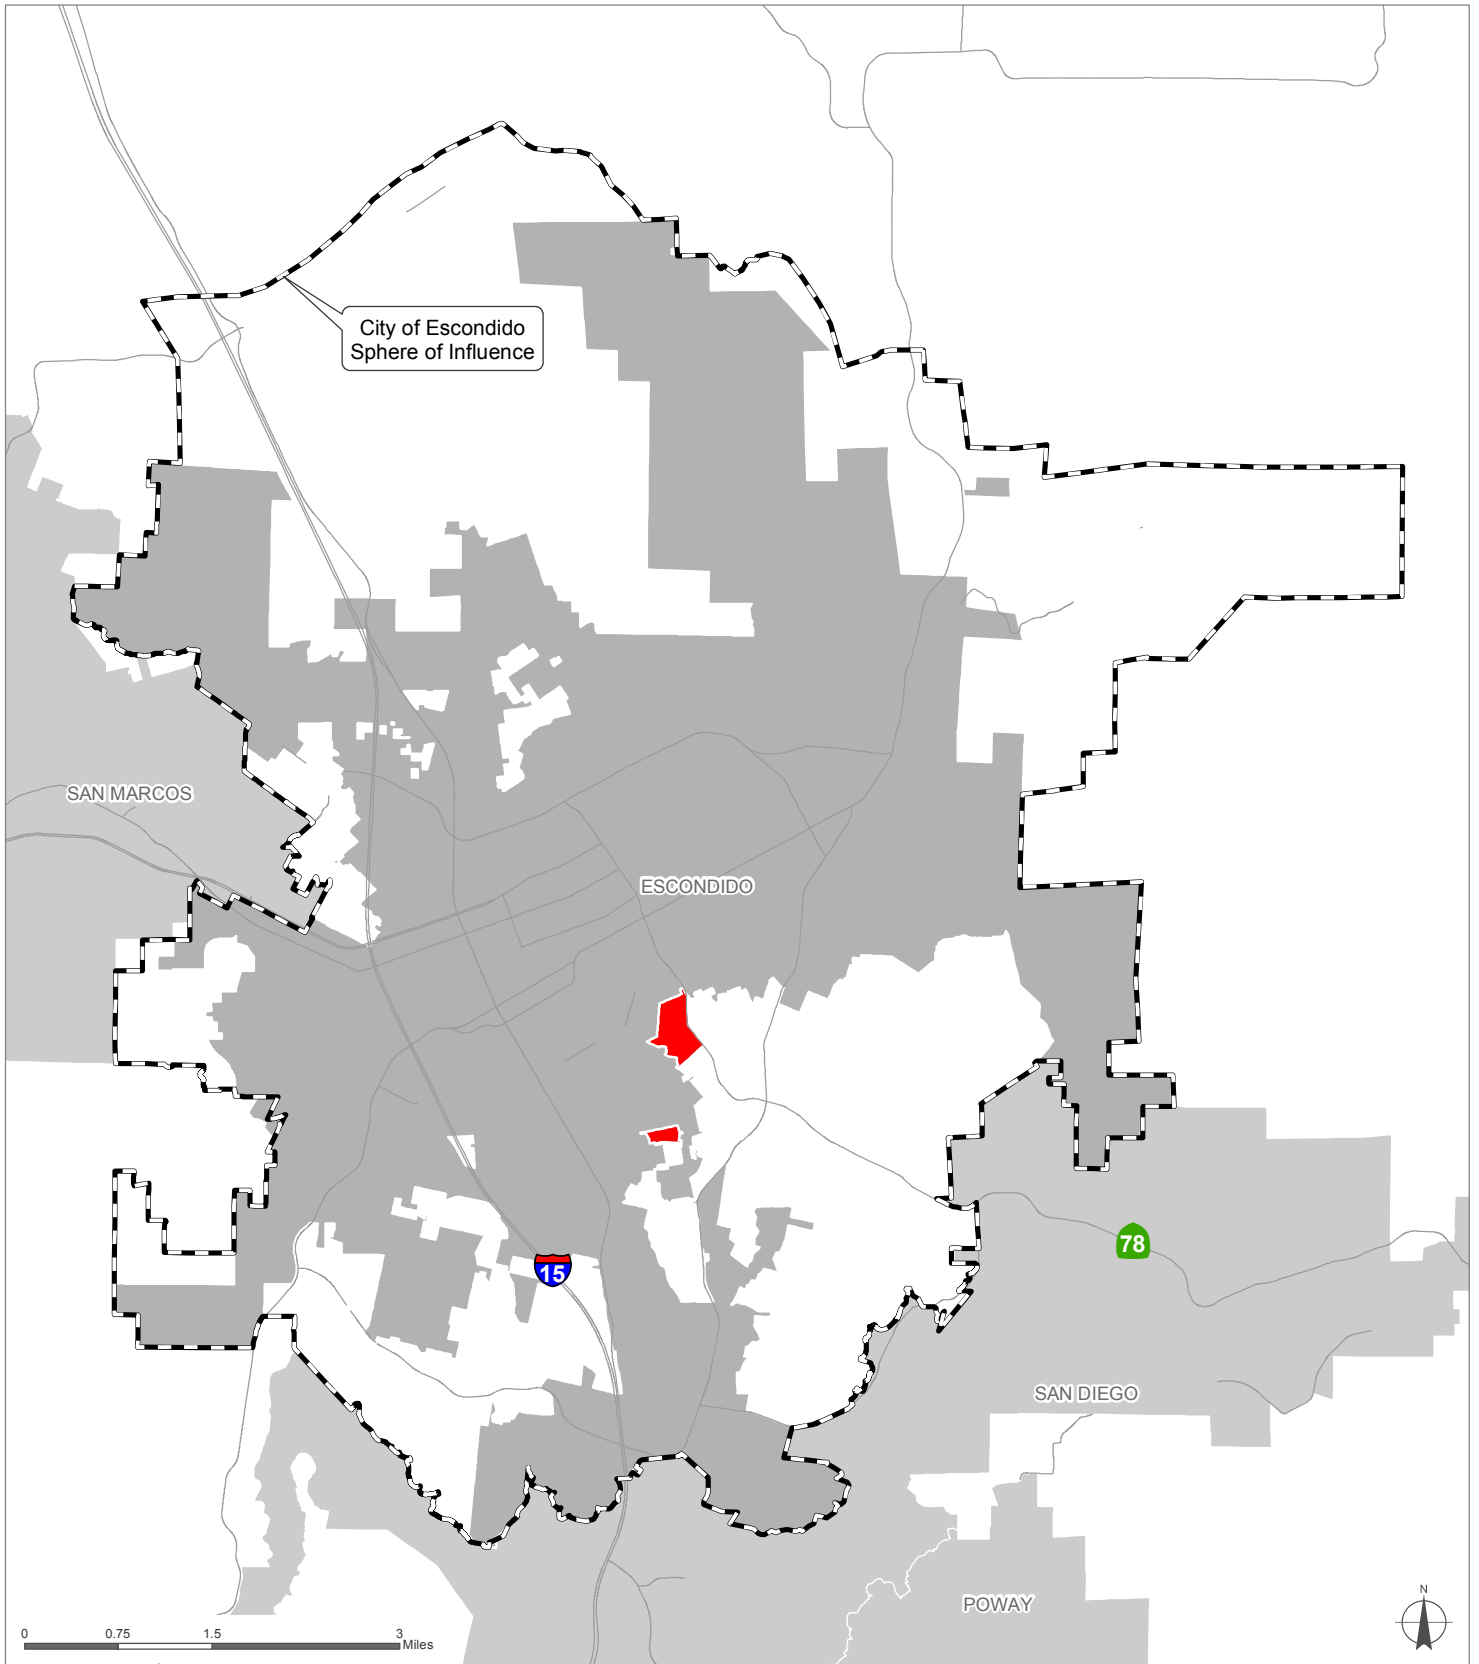 City of Escondido
Sphere of Influence
SAN MARCOS
ESCONDIDO
78
15
SAN DIEGO
POWAY
N
0 0.75 1.5 3
Miles